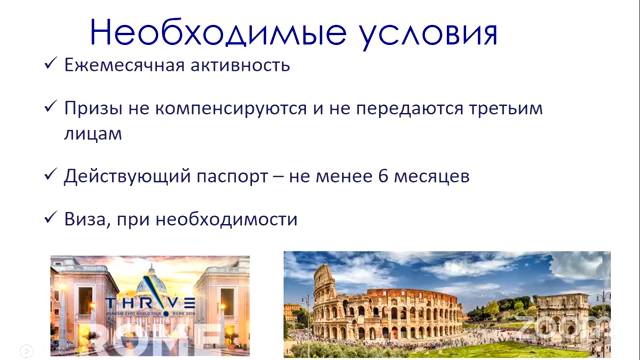 Необходимые условия
✓ Ежемесячная активность
✓ Призы не компенсируются и не передаются третьим
лицам
✓ Действующий паспорт – не менее 6 месяцев
✓ Виза, при необходимости
THRIVE
ROME
zoom